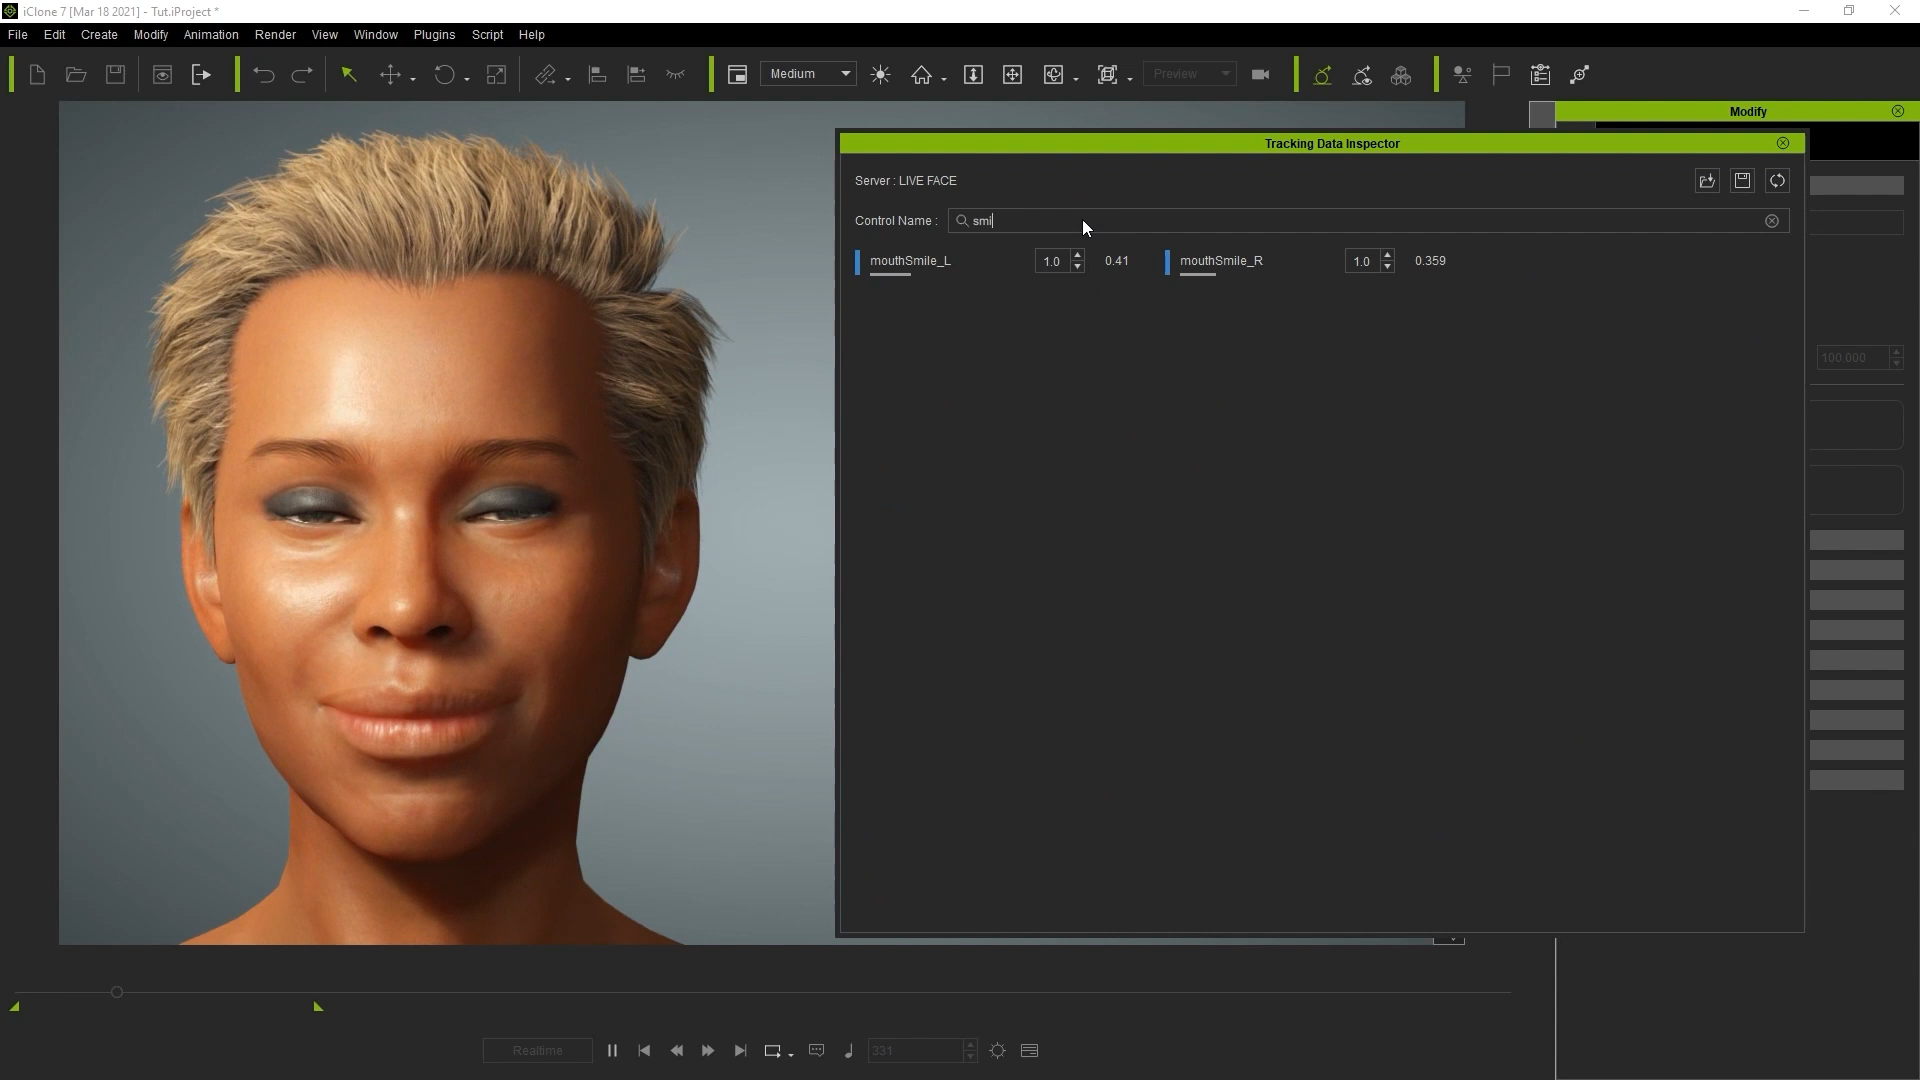 iClone 7 [Mar 18 2021] - Tut.iProject *
File Edit Create Modify Animation Render View Window Plugins Script Help
Medium Preview
Modify
Tracking Data Inspector
Server : LIVE FACE
Control Name : smi
mouthSmile_L 1.0 0.41 mouthSmile_R 1.0 0.359
100.000
Realtime 331